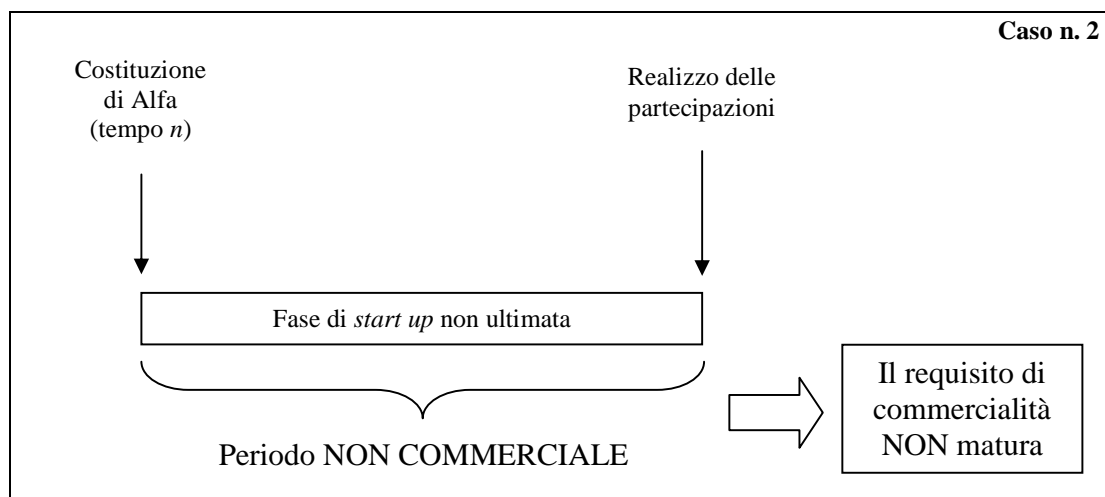 Caso n. 2
Costituzione
di Alfa
(tempo n)
Realizzo delle
partecipazioni
Fase di start up non ultimata
Periodo NON COMMERCIALE
Il requisito di
commercialità
NON matura